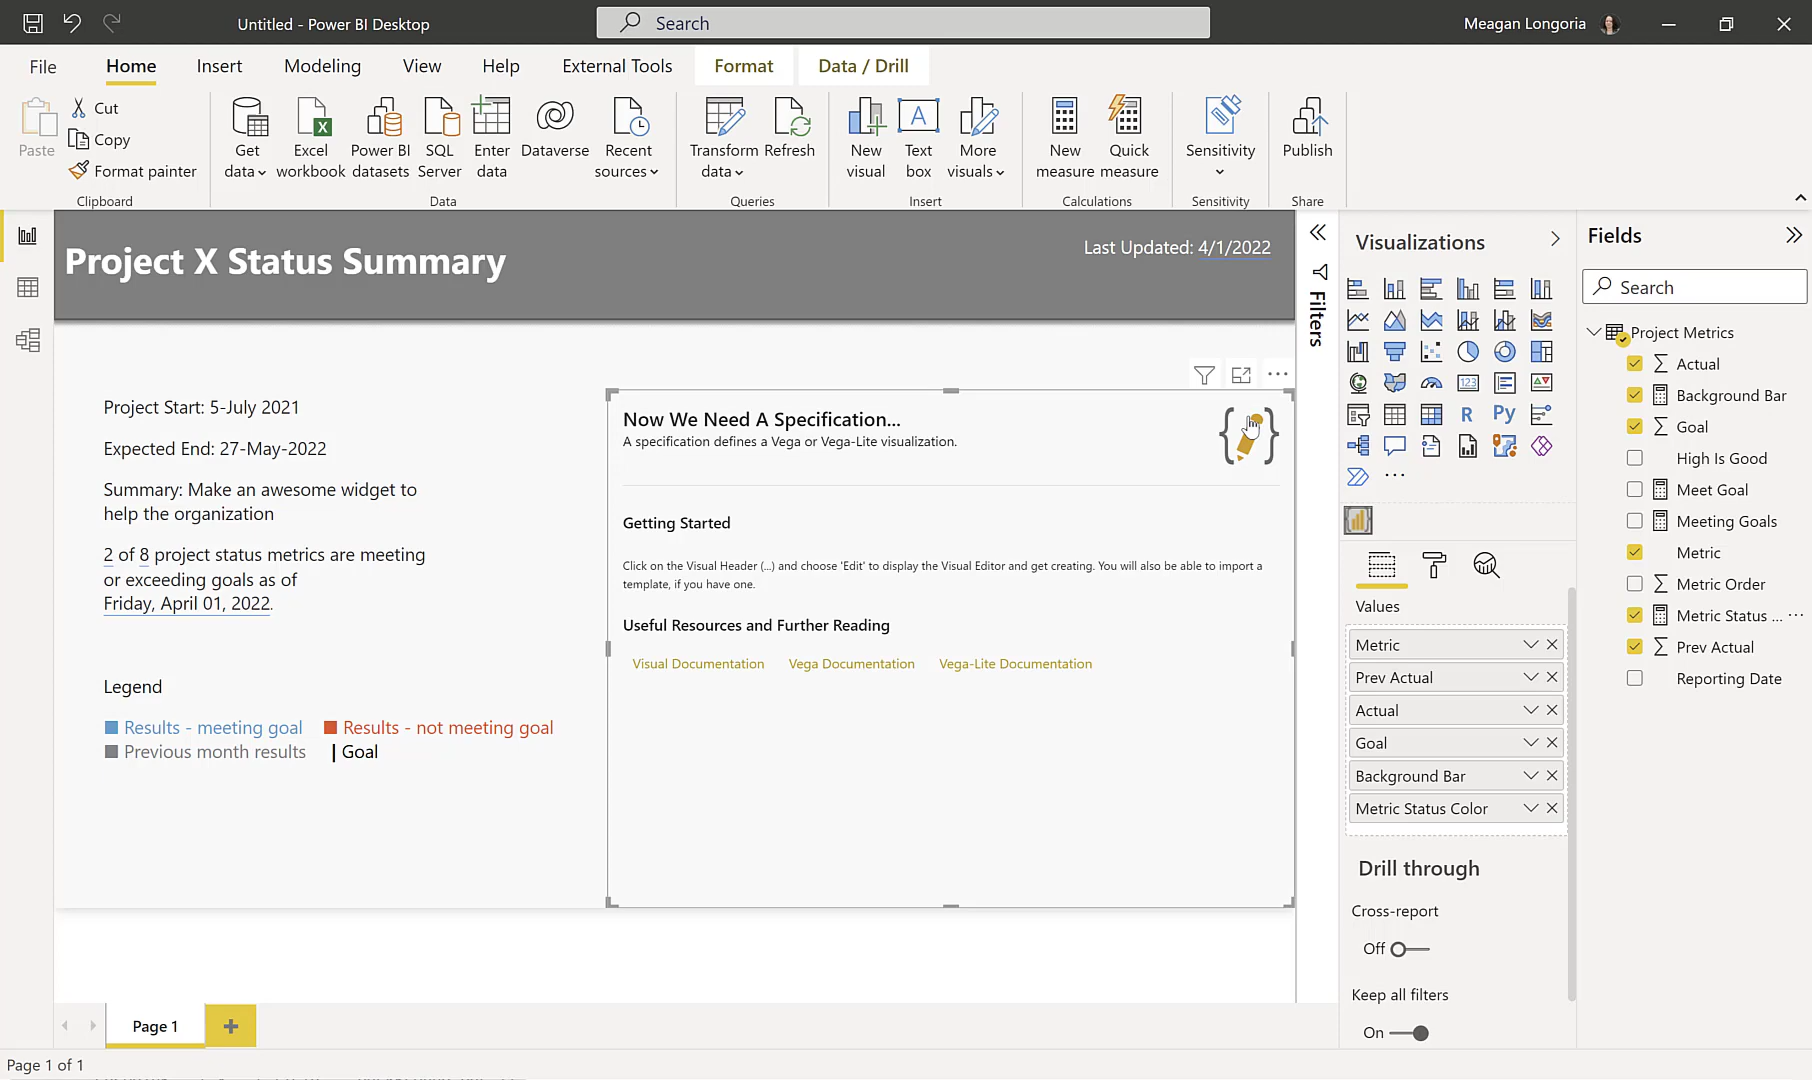 Untitled - Power BI Desktop
Search
Meagan Longoria
File
Home
Insert
Modeling
View
Help
External Tools
Format
Data / Drill
Paste
Cut
Copy
Format painter
Clipboard
Get data
Excel workbook
Power BI datasets
SQL Server
Enter data
Dataverse
Recent sources
Data
Transform data
Refresh
Queries
New visual
Text box
More visuals
Insert
New measure
Quick measure
Calculations
Sensitivity
Sensitivity
Publish
Share
Project X Status Summary
Last Updated: 4/1/2022
Project Start: 5-July 2021
Expected End: 27-May-2022
Summary: Make an awesome widget to
help the organization
2 of 8 project status metrics are meeting
or exceeding goals as of
Friday, April 01, 2022.
Legend
Results - meeting goal
Results - not meeting goal
Previous month results
Goal
Now We Need A Specification...
A specification defines a Vega or Vega-Lite visualization.
Getting Started
Click on the Visual Header (...) and choose 'Edit' to display the Visual Editor and get creating. You will also be able to import a
template, if you have one.
Useful Resources and Further Reading
Visual Documentation
Vega Documentation
Vega-Lite Documentation
Filters
Visualizations
123
R
Py
Values
Metric
Prev Actual
Actual
Goal
Background Bar
Metric Status Color
Drill through
Cross-report
Off
Keep all filters
On
Fields
Search
Project Metrics
Actual
Background Bar
Goal
High Is Good
Meet Goal
Meeting Goals
Metric
Metric Order
Metric Status ...
Prev Actual
Reporting Date
Page 1
Page 1 of 1